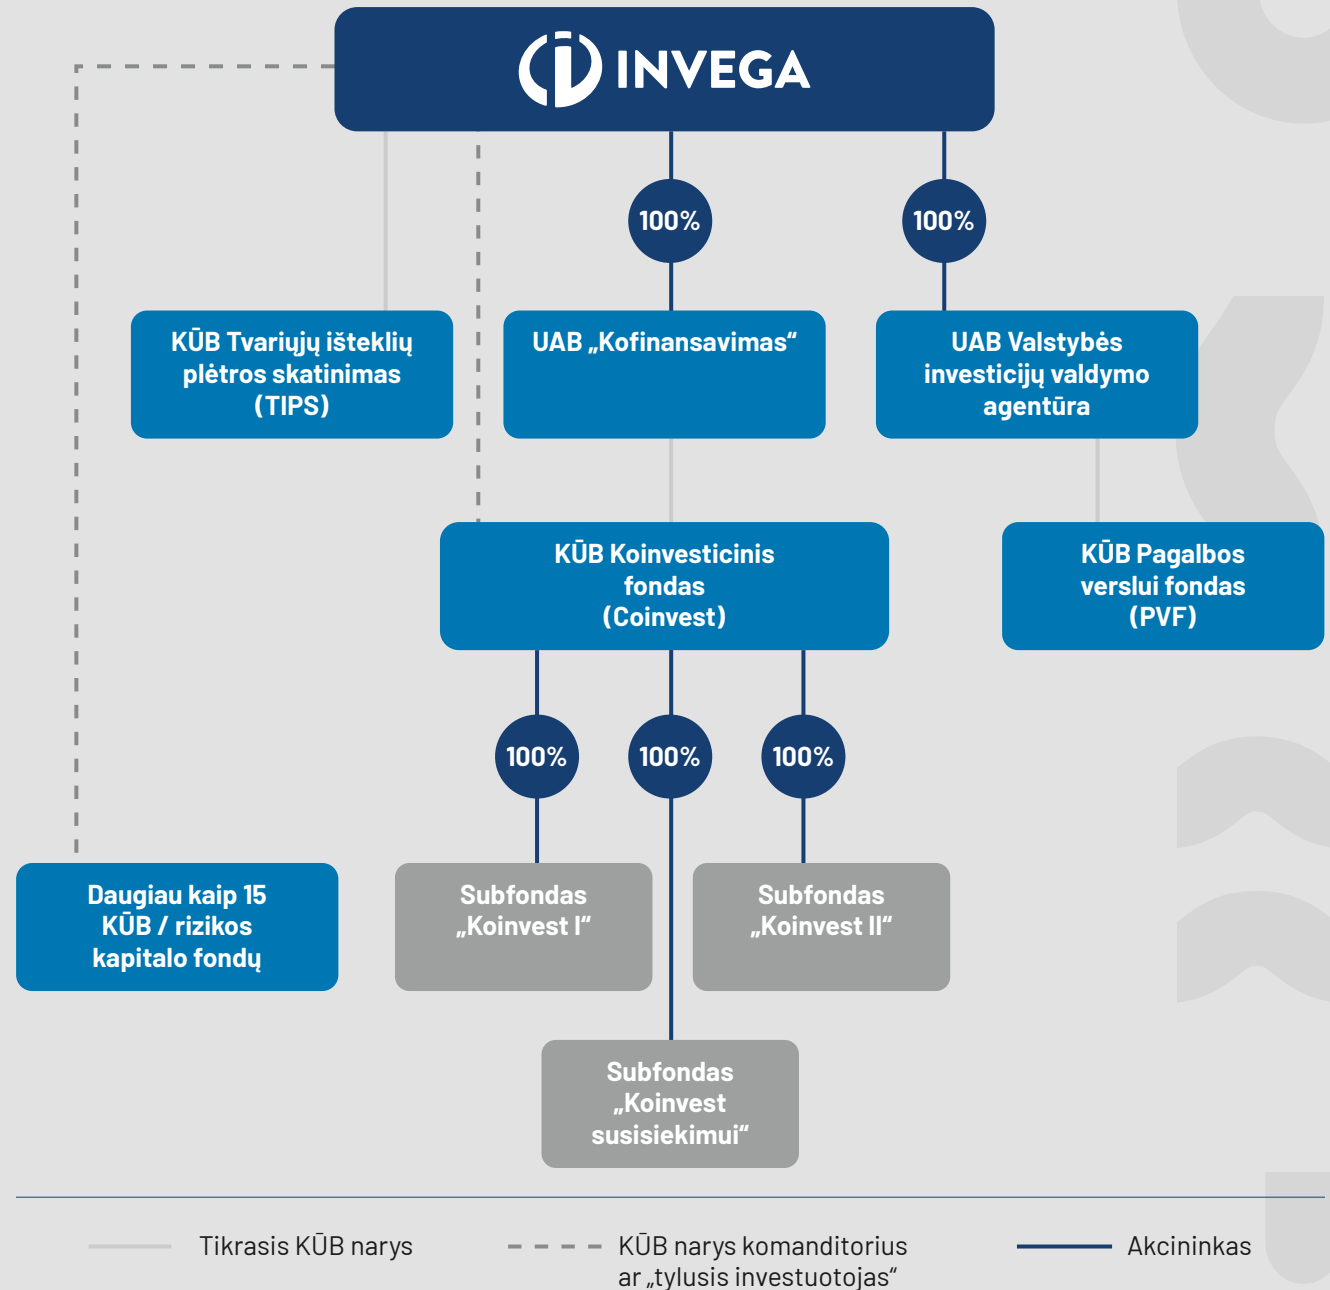 INVEGA
100%
100%
KŪB Tvariųjų išteklių
plėtros skatinimas
(TIPS)
UAB „Kofinansavimas“
UAB Valstybės
investicijų valdymo
agentūra
KŪB Koinvesticinis
fondas
(Coinvest)
KŪB Pagalbos
verslui fondas
(PVF)
100%
100%
100%
Daugiau kaip 15
KŪB / rizikos
kapitalo fondų
Subfondas
„Koinvest I“
Subfondas
„Koinvest II“
Subfondas
„Koinvest
susisiekimui“
Tikrasis KŪB narys
KŪB narys komanditorius
ar „tylusis investuotojas“
Akcininkas